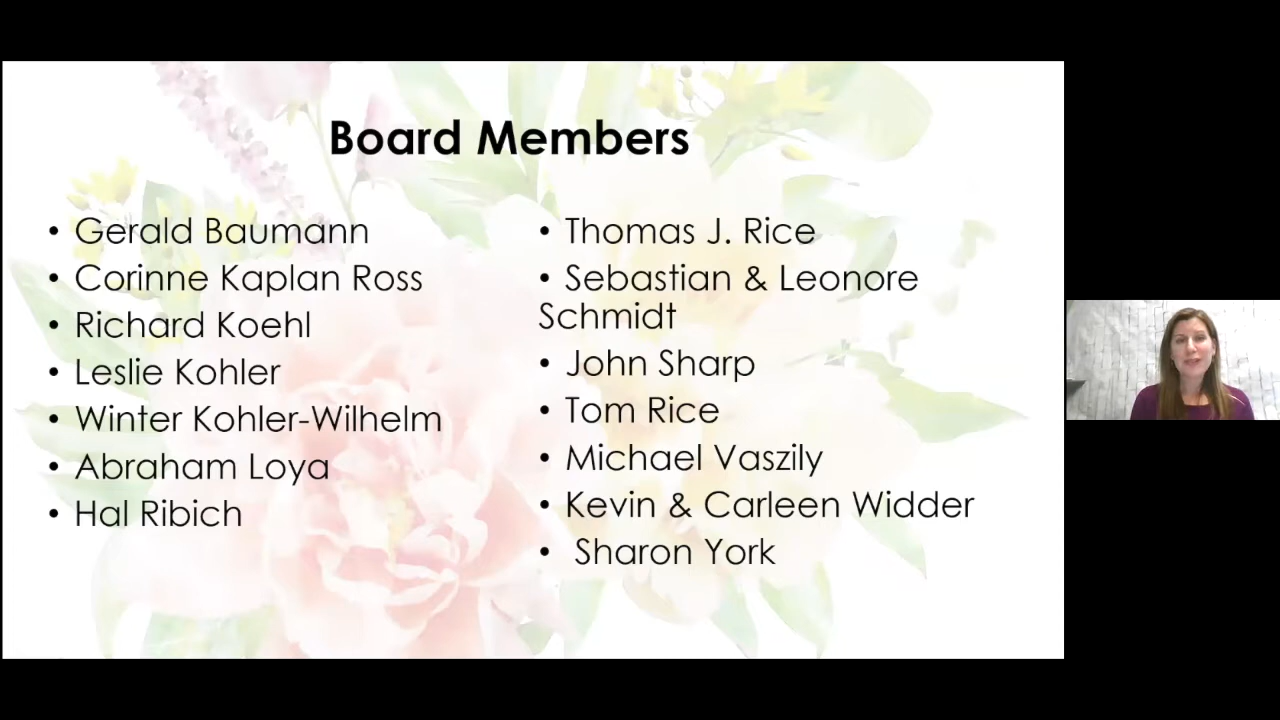 Board Members
• Gerald Baumann
• Corinne Kaplan Ross
• Richard Koehl
• Leslie Kohler
• Winter Kohler-Wilhelm
• Abraham Loya
• Hal Ribich
• Thomas J. Rice
• Sebastian & Leonore
Schmidt
• John Sharp
• Tom Rice
• Michael Vaszily
• Kevin & Carleen Widder
• Sharon York